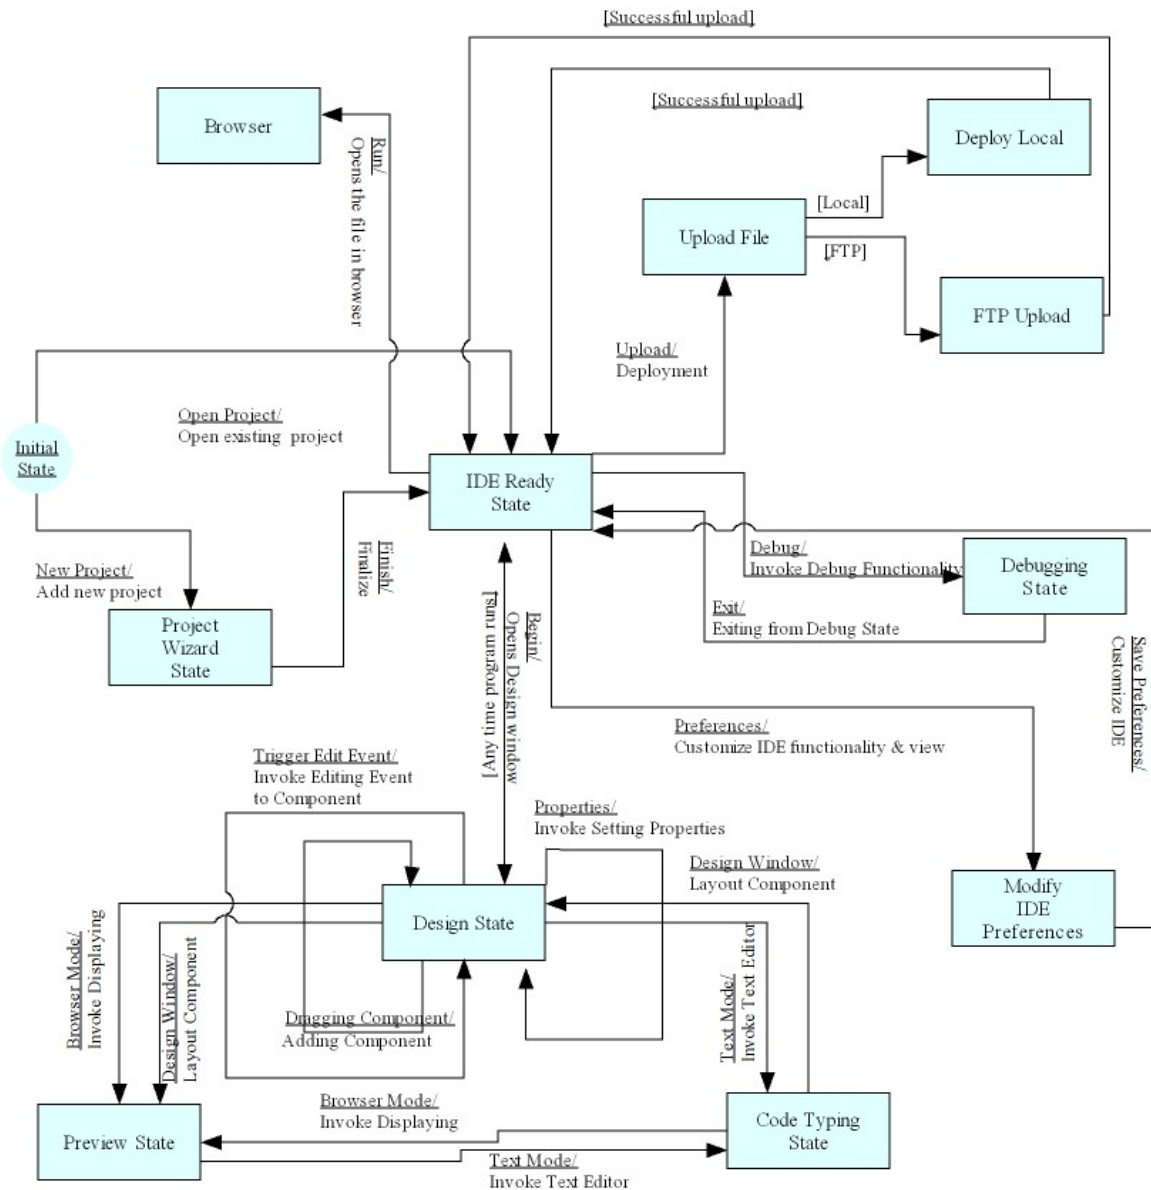 [Successful upload]
[Successful upload]
Browser
Run/
Opens the file in browser
Deploy Local
[Local]
Upload File
[FTP]
FTP Upload
Upload/
Deployment
Open Project/
Open existing project
Initial
State
IDE Ready
State
New Project/
Add new project
Finish/
Finalize
Project
Wizard
State
Debug/
Invoke Debug Functionality
Debugging
State
Exit/
Exiting from Debug State
Begin/
Opens Design window
[Any time program runs]
Save Preferences/
Customize IDE
Preferences/
Customize IDE functionality & view
Trigger Edit Event/
Invoke Editing Event
to Component
Properties/
Invoke Setting Properties
Design Window/
Layout Component
Modify
IDE
Preferences
Design State
Browser Mode/
Invoke Displaying
Design Window/
Layout Component
Dragging Component/
Adding Component
Text Mode/
Invoke Text Editor
Browser Mode/
Invoke Displaying
Preview State
Code Typing
State
Text Mode/
Invoke Text Editor